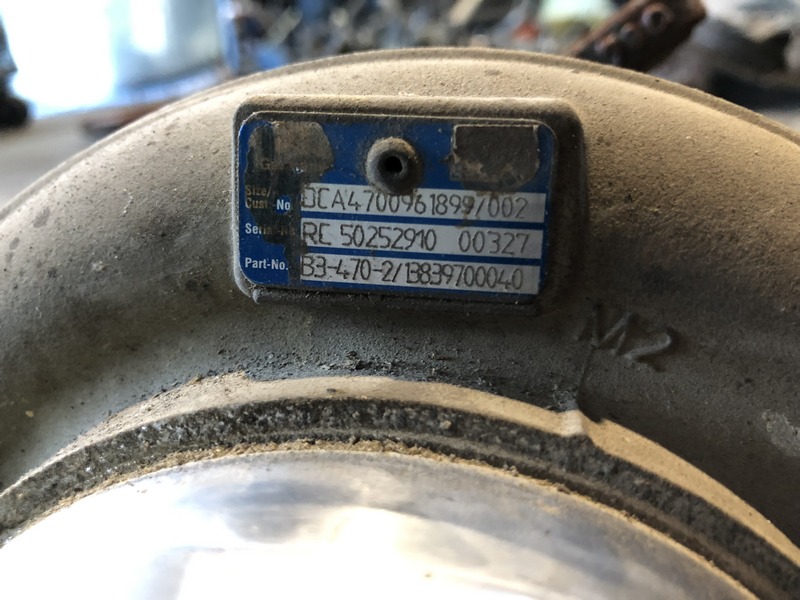 Size/
Cust.-No. DCA4700961899/002
Serial-No. RC 50252910 00327
Part-No. B3-470-2/13839700040
M2